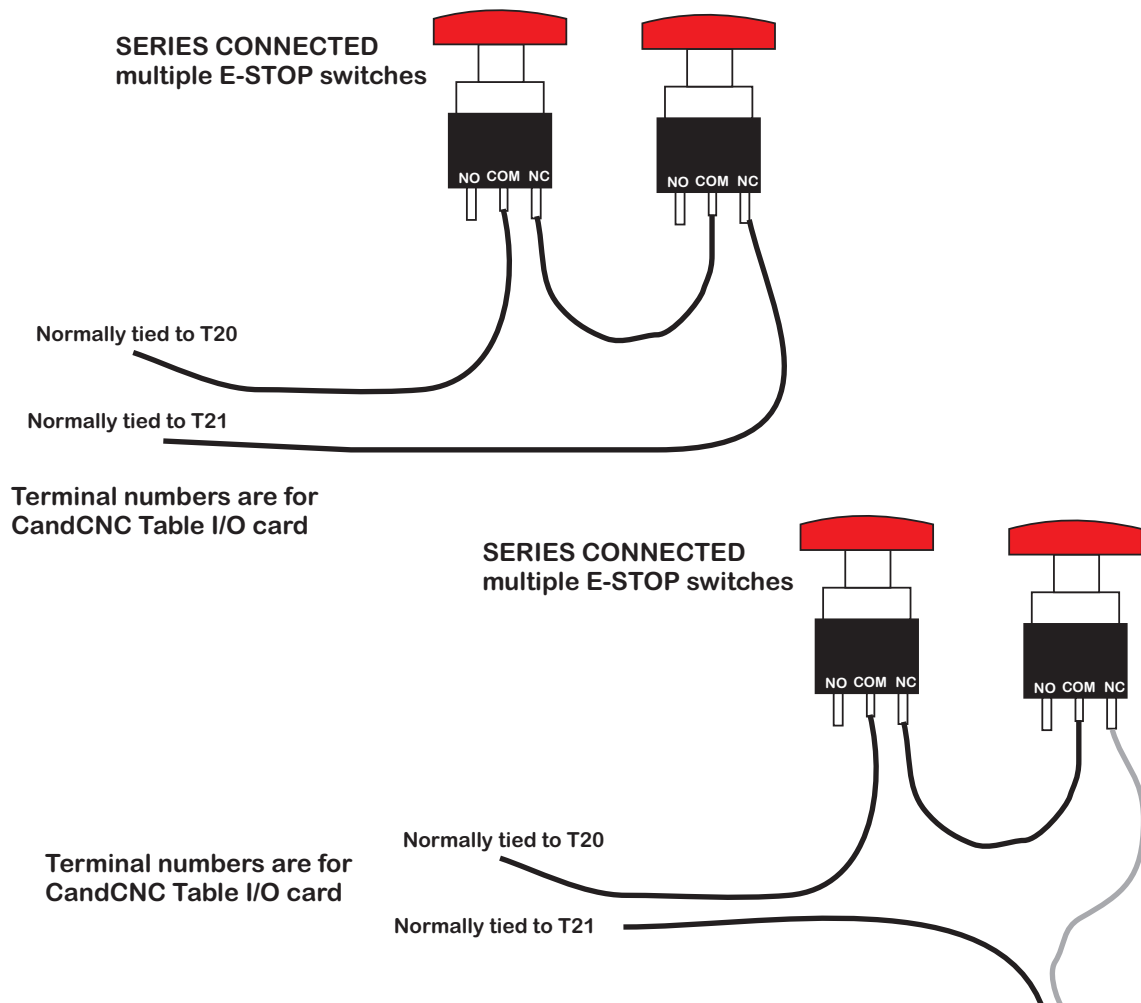 SERIES CONNECTED
multiple E-STOP switches
NO COM NC
NO COM NC
Normally tied to T20
Normally tied to T21
Terminal numbers are for
CandCNC Table I/O card
SERIES CONNECTED
multiple E-STOP switches
NO COM NC
NO COM NC
Normally tied to T20
Terminal numbers are for
CandCNC Table I/O card
Normally tied to T21